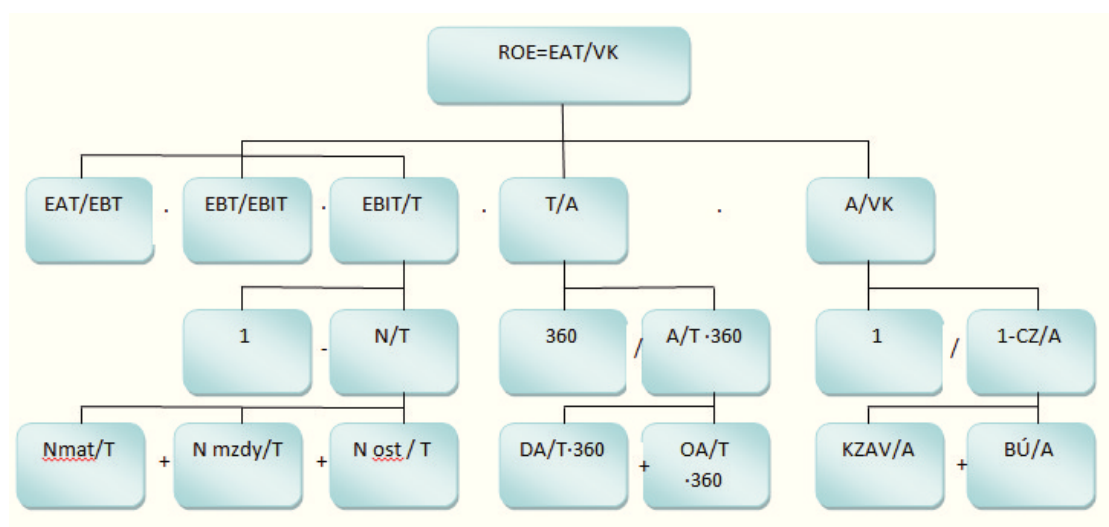 ROE=EAT/VK
EAT/EBT . EBT/EBIT . EBIT/T . T/A . A/VK
1 - N/T 360 / A/T ·360 1 / 1-CZ/A
Nmat/T + N mzdy/T + N ost / T DA/T·360 + OA/T KZAV/A + BÚ/A
·360